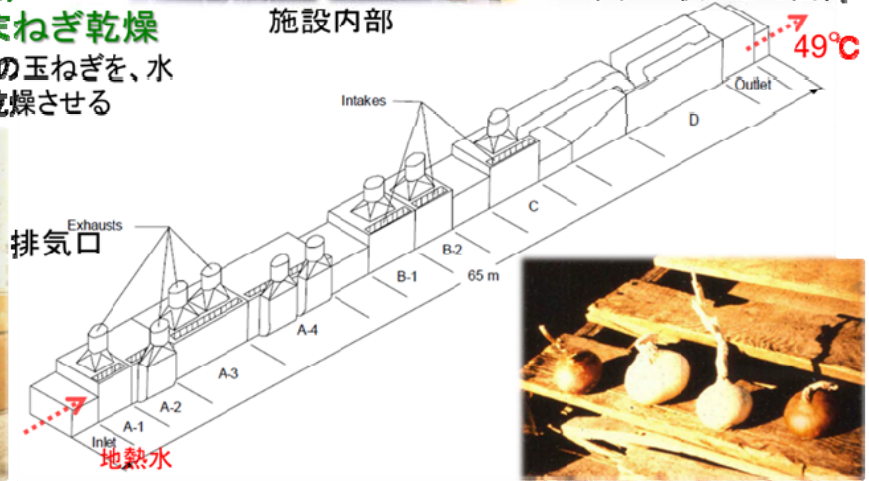 まねぎ乾燥
の玉ねぎを、水
乾燥させる
施設内部
49℃
Outlet
Intakes
D
C
Exhausts
排気口
B-2
B-1
65 m
A-4
A-3
A-2
A-1
Inlet
地熱水